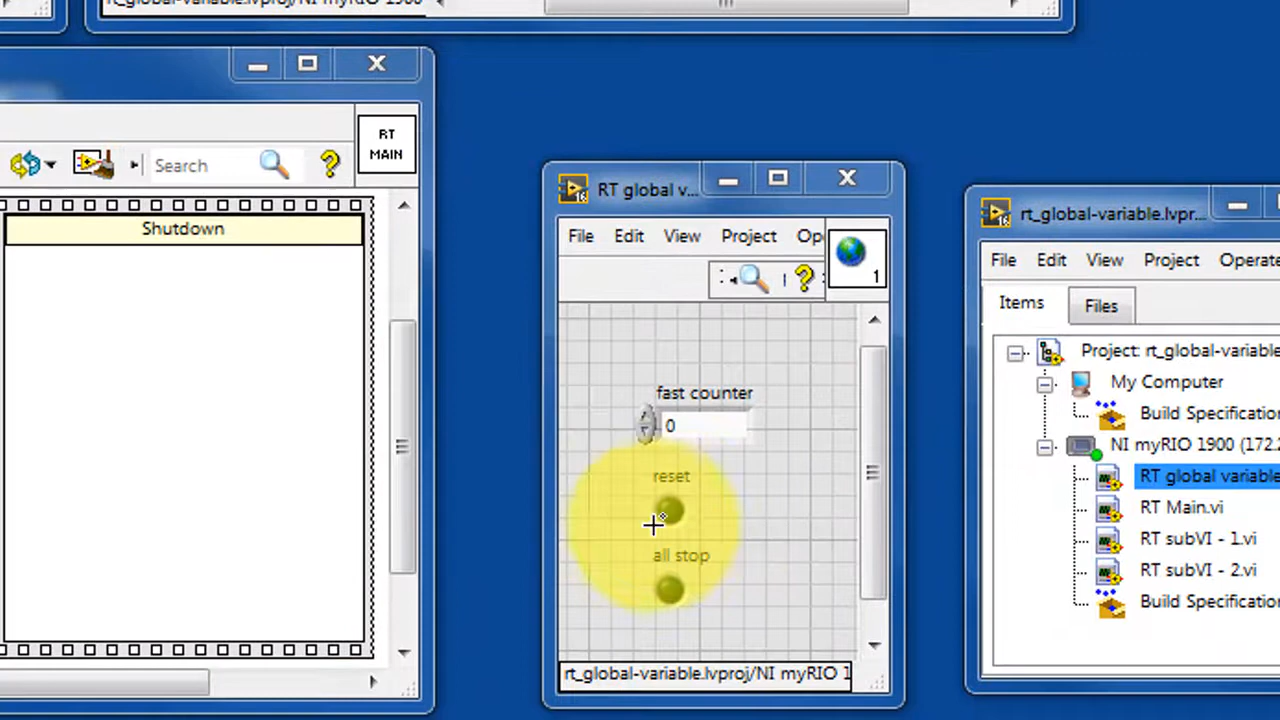 rt_global-variable.lvproj/NI myRIO 1900
RT
MAIN
Search
Shutdown
RT global v...
File Edit View Project Op
1
fast counter
0
reset
all stop
rt_global-variable.lvproj/NI myRIO 1
rt_global-variable.lvpr...
File Edit View Project Operate
Items Files
Project: rt_global-variable
My Computer
Build Specification
NI myRIO 1900 (172.2
RT global variable
RT Main.vi
RT subVI - 1.vi
RT subVI - 2.vi
Build Specification